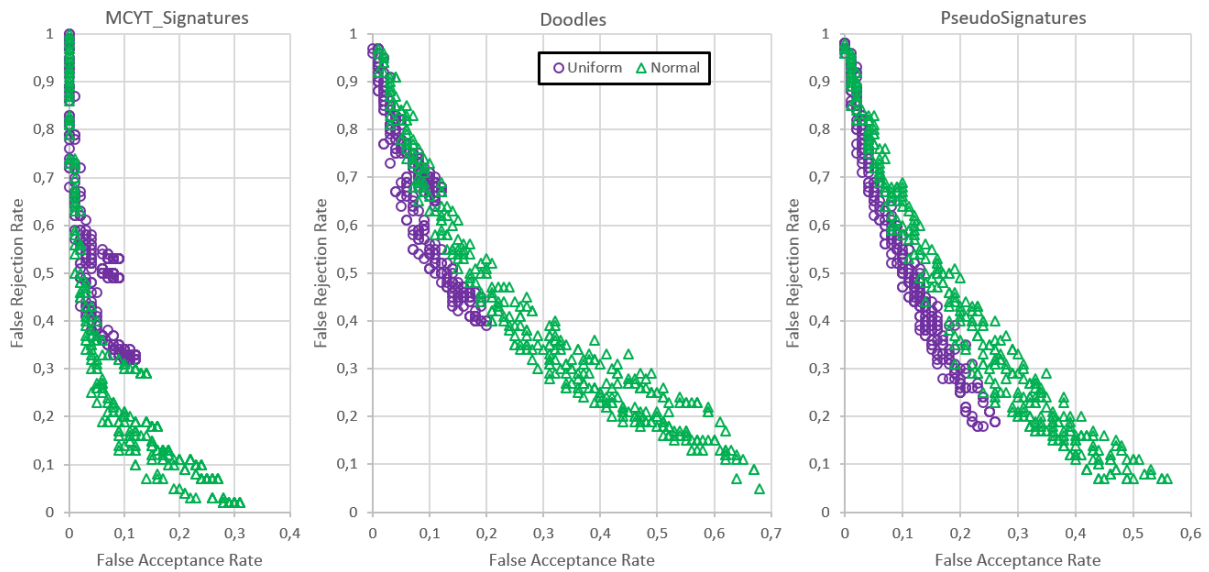 MCYT_Signatures
1
0,9
0,8
0,7
0,6
0,5
0,4
0,3
0,2
0,1
0
0 0,1 0,2 0,3 0,4
False Rejection Rate
False Acceptance Rate
Doodles
Uniform Normal
1
0,9
0,8
0,7
0,6
0,5
0,4
0,3
0,2
0,1
0
0 0,1 0,2 0,3 0,4 0,5 0,6 0,7
False Rejection Rate
False Acceptance Rate
PseudoSignatures
1
0,9
0,8
0,7
0,6
0,5
0,4
0,3
0,2
0,1
0
0 0,1 0,2 0,3 0,4 0,5 0,6
False Rejection Rate
False Acceptance Rate